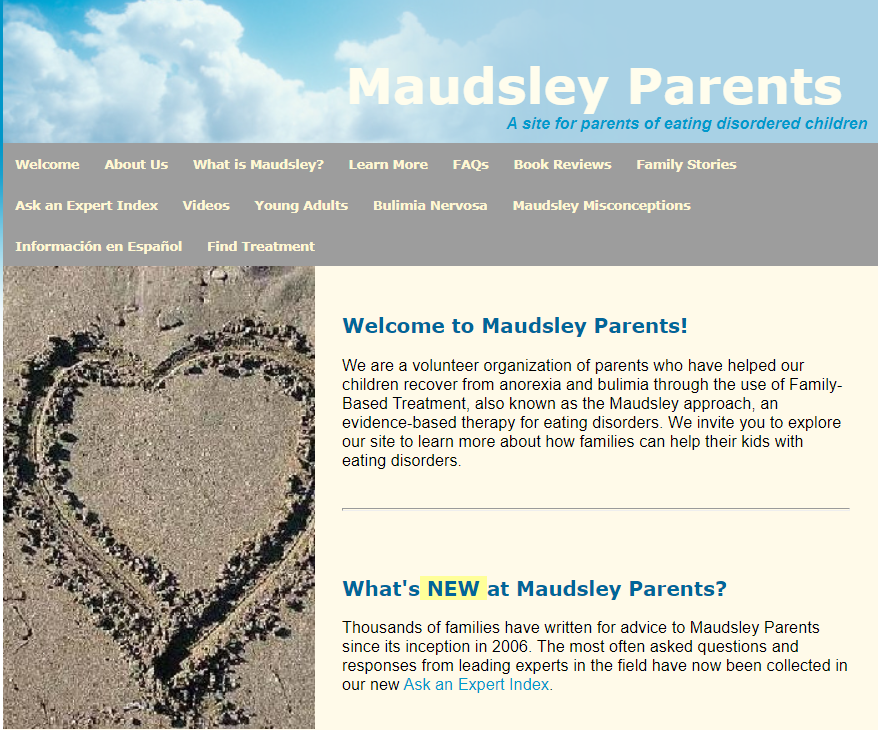 Maudsley Parents
A site for parents of eating disordered children
Welcome About Us What is Maudsley? Learn More FAQs Book Reviews Family Stories
Ask an Expert Index Videos Young Adults Bulimia Nervosa Maudsley Misconceptions
Información en Español Find Treatment
Welcome to Maudsley Parents!
We are a volunteer organization of parents who have helped our
children recover from anorexia and bulimia through the use of Family-
Based Treatment, also known as the Maudsley approach, an
evidence-based therapy for eating disorders. We invite you to explore
our site to learn more about how families can help their kids with
eating disorders.
What's NEW at Maudsley Parents?
Thousands of families have written for advice to Maudsley Parents
since its inception in 2006. The most often asked questions and
responses from leading experts in the field have now been collected in
our new Ask an Expert Index.